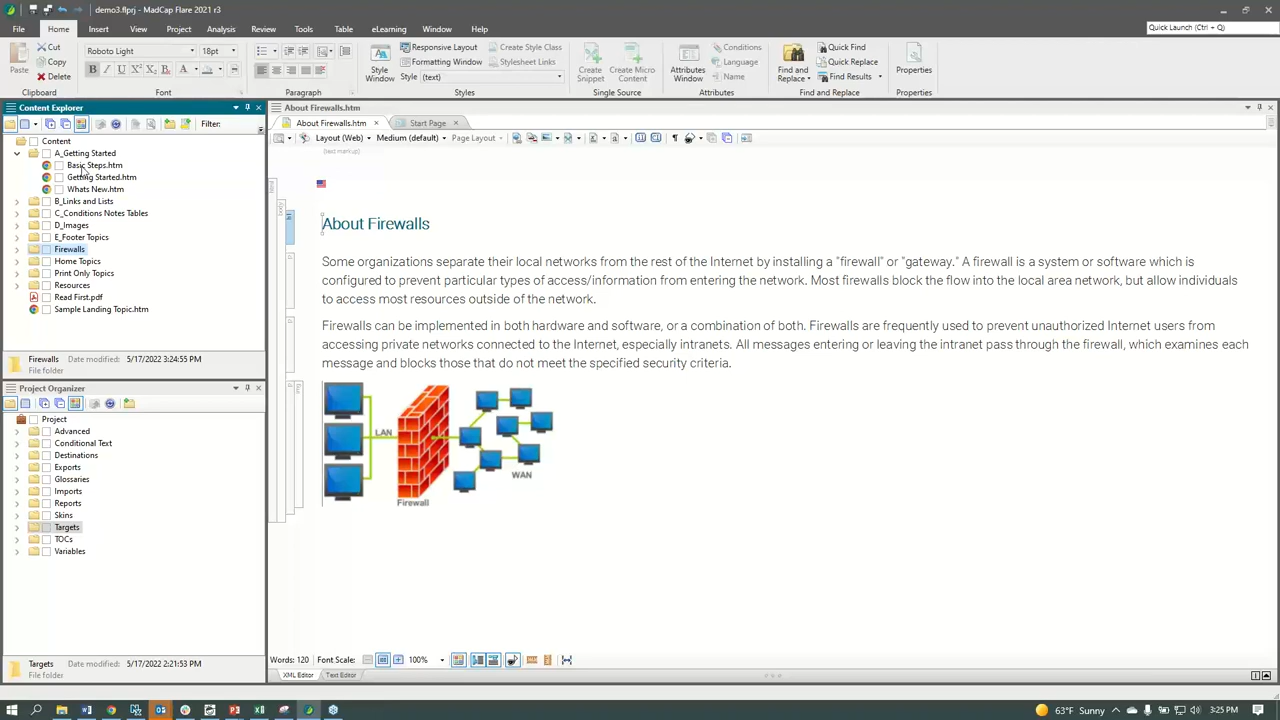 demo3.flprj - MadCap Flare 2021 r3
File Home Insert View Project Analysis Review Tools Table eLearning Window Help
Quick Launch (Ctrl + Q)
Paste
Cut
Copy
Delete
Clipboard
Roboto Light 18pt
Font
Paragraph
Style Window
Responsive Layout
Formatting Window
Style (text)
Create Style Class
Stylesheet Links
Styles
Create Snippet
Create Micro Content
Single Source
Attributes Window
Conditions
Language
Name
Attributes
Find and Replace
Quick Find
Quick Replace
Find Results
Find and Replace
Properties
Properties
Content Explorer
Filter:
Content
A_Getting Started
Basic Steps.htm
Getting Started.htm
Whats New.htm
B_Links and Lists
C_Conditions Notes Tables
D_Images
E_Footer Topics
Firewalls
Home Topics
Print Only Topics
Resources
Read First.pdf
Sample Landing Topic.htm
Firewalls Date modified: 5/17/2022 3:24:55 PM
File folder
Project Organizer
Project
Advanced
Conditional Text
Destinations
Exports
Glossaries
Imports
Reports
Skins
Targets
TOCs
Variables
Targets Date modified: 5/17/2022 2:21:53 PM
File folder
About Firewalls.htm
About Firewalls.htm Start Page
Layout (Web) Medium (default) Page Layout
About Firewalls
Some organizations separate their local networks from the rest of the Internet by installing a "firewall" or "gateway." A firewall is a system or software which is
configured to prevent particular types of access/information from entering the network. Most firewalls block the flow into the local area network, but allow individuals
to access most resources outside of the network.
Firewalls can be implemented in both hardware and software, or a combination of both. Firewalls are frequently used to prevent unauthorized Internet users from
accessing private networks connected to the Internet, especially intranets. All messages entering or leaving the intranet pass through the firewall, which examines each
message and blocks those that do not meet the specified security criteria.
LAN
WAN
Firewall
Words: 120 Font Scale: 100%
XML Editor Text Editor
63°F Sunny
3:25 PM